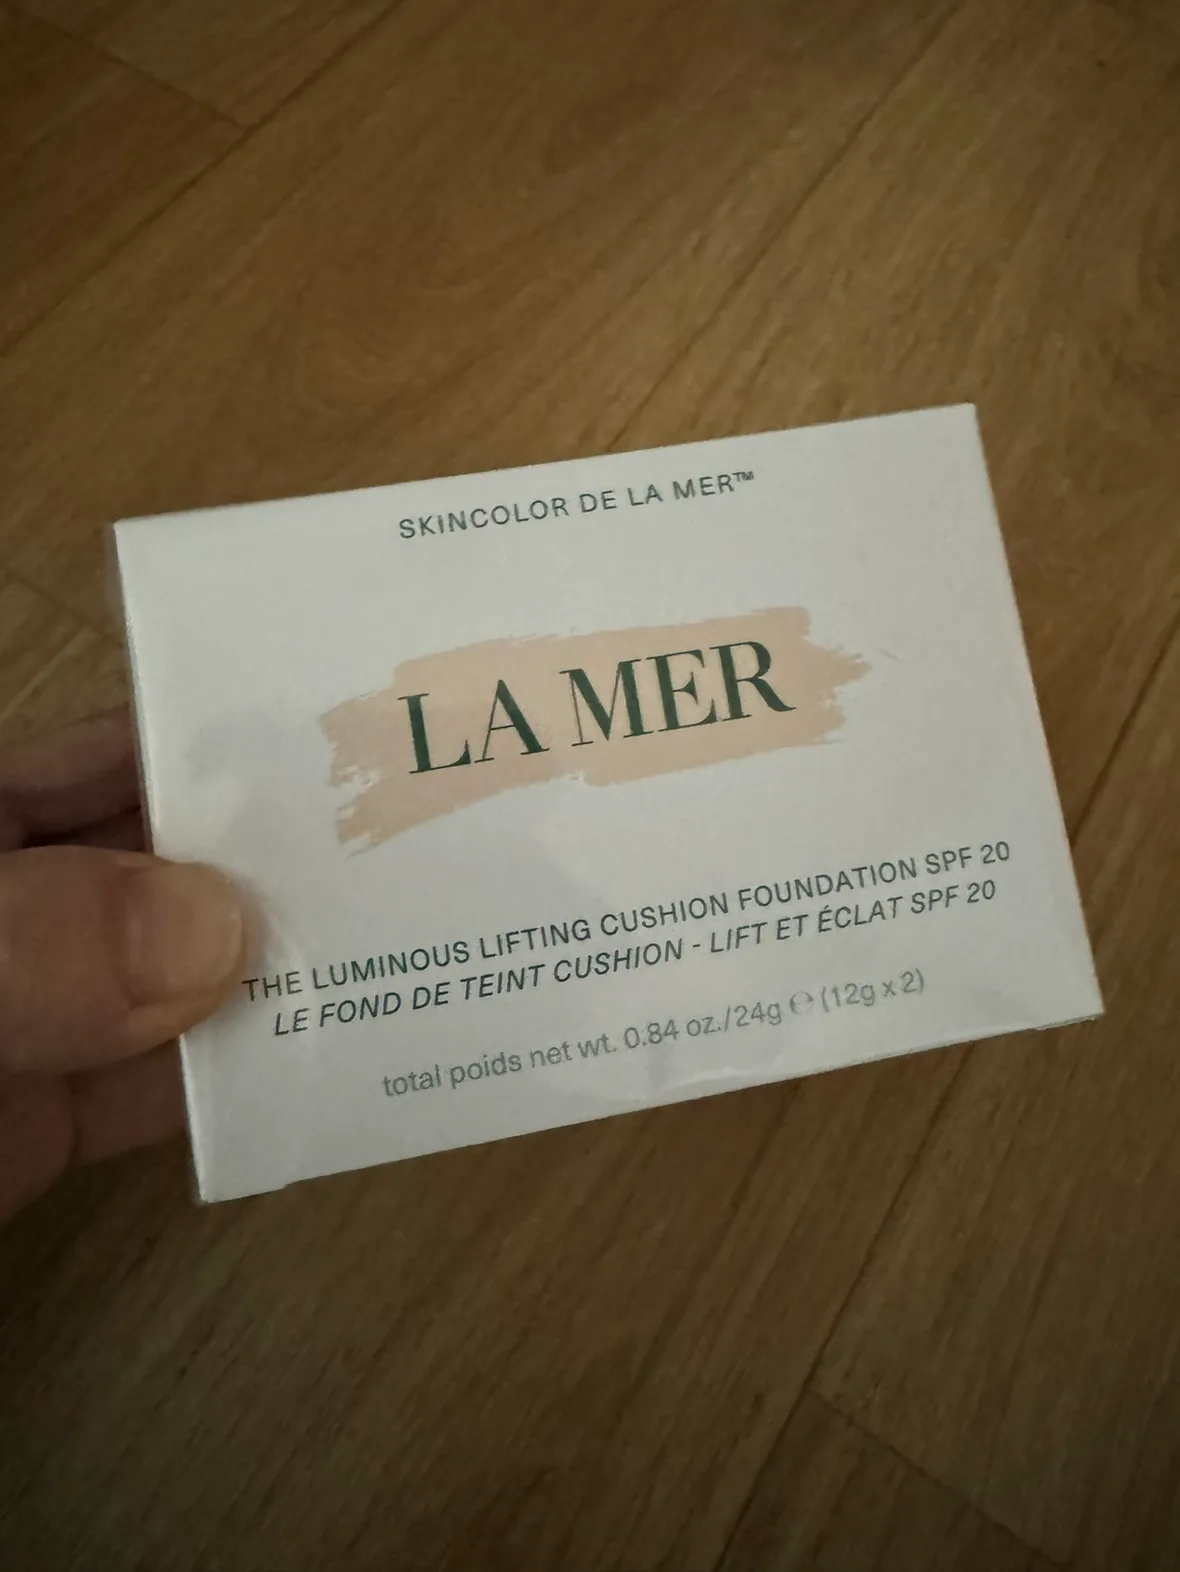 SKINCOLOR DE LA MER™
LA MER
THE LUMINOUS LIFTING CUSHION FOUNDATION SPF 20
LE FOND DE TEINT CUSHION - LIFT ET ÉCLAT SPF 20
total poids net wt. 0.84 oz./24g ℮ (12g x 2)